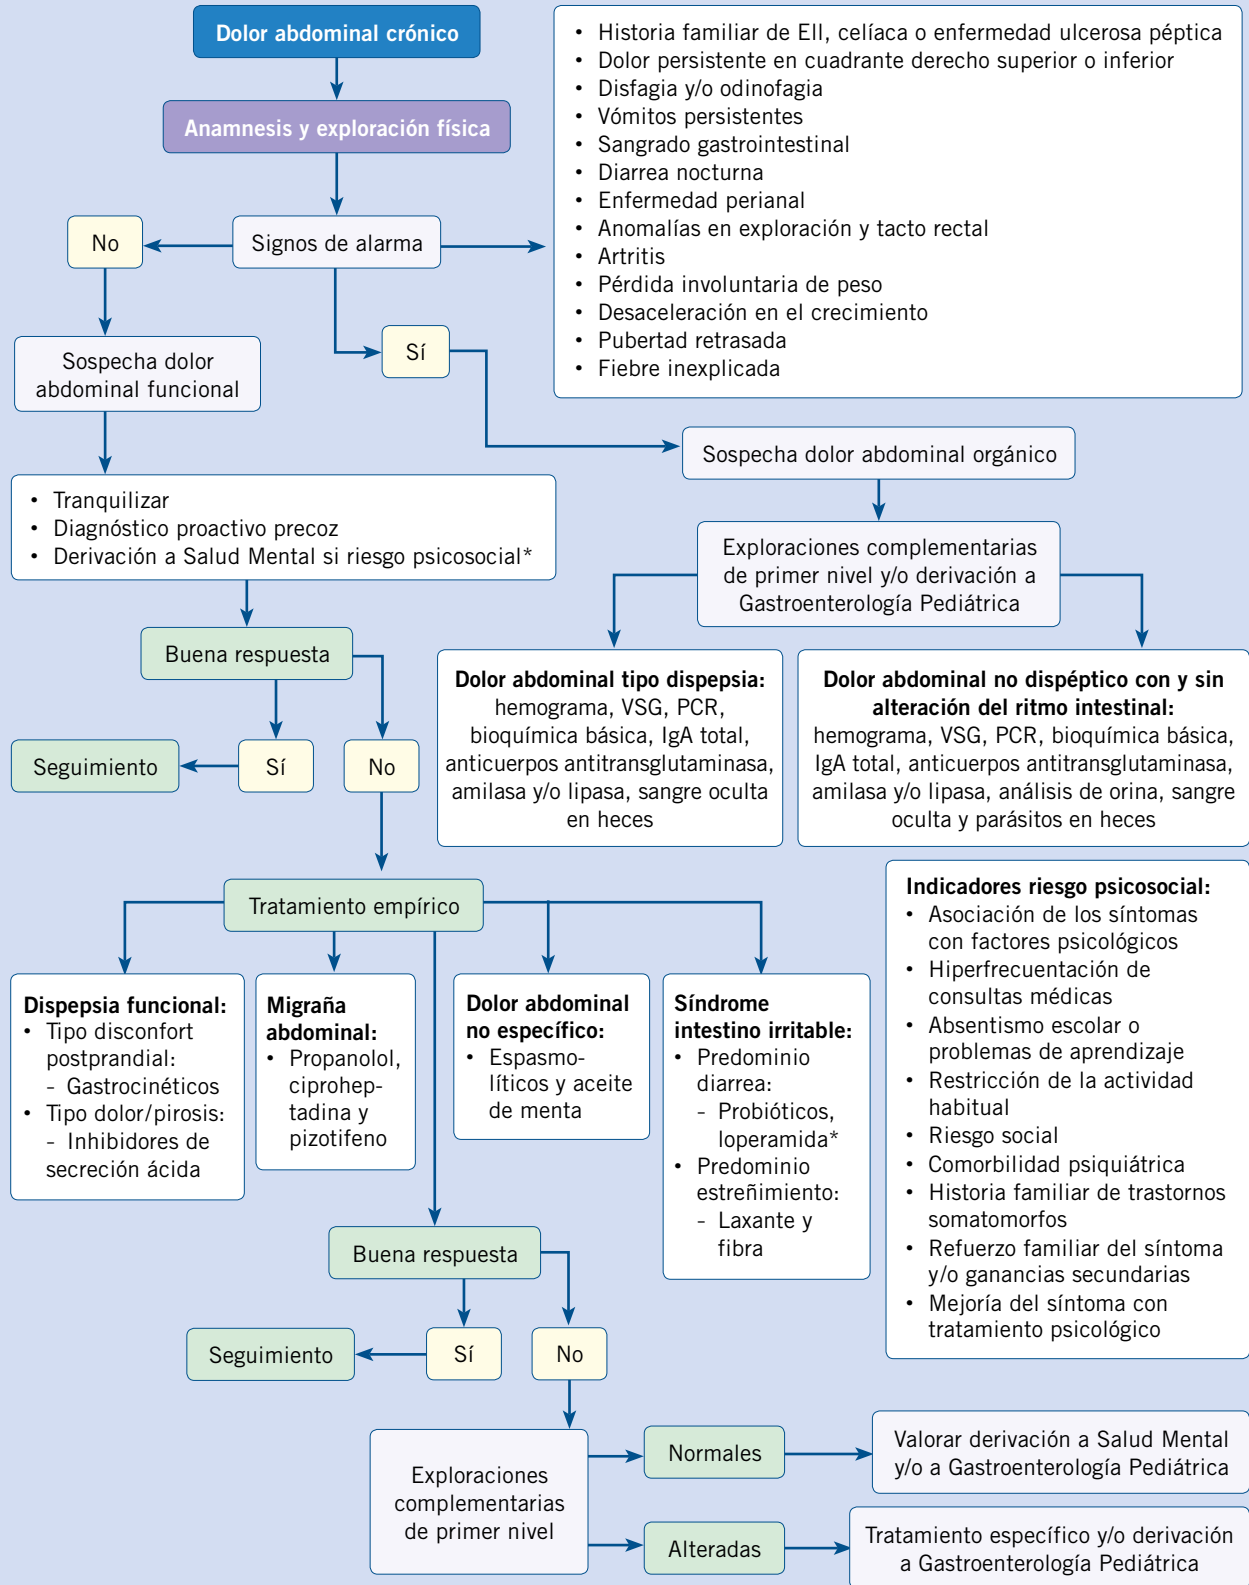 Dolor abdominal crónico
Anamnesis y exploración física
• Historia familiar de EII, celíaca o enfermedad ulcerosa péptica
• Dolor persistente en cuadrante derecho superior o inferior
• Disfagia y/o odinofagia
• Vómitos persistentes
• Sangrado gastrointestinal
• Diarrea nocturna
• Enfermedad perianal
• Anomalías en exploración y tacto rectal
• Artritis
• Pérdida involuntaria de peso
• Desaceleración en el crecimiento
• Pubertad retrasada
• Fiebre inexplicada
No
Signos de alarma
Sí
Sospecha dolor
abdominal funcional
Sospecha dolor abdominal orgánico
• Tranquilizar
• Diagnóstico proactivo precoz
• Derivación a Salud Mental si riesgo psicosocial*
Exploraciones complementarias
de primer nivel y/o derivación a
Gastroenterología Pediátrica
Buena respuesta
Seguimiento
Sí
No
Dolor abdominal tipo dispepsia:
hemograma, VSG, PCR,
bioquímica básica, IgA total,
anticuerpos antitransglutaminasa,
amilasa y/o lipasa, sangre oculta
en heces
Dolor abdominal no dispéptico con y sin
alteración del ritmo intestinal:
hemograma, VSG, PCR, bioquímica básica,
IgA total, anticuerpos antitransglutaminasa,
amilasa y/o lipasa, análisis de orina, sangre
oculta y parásitos en heces
Tratamiento empírico
Dispepsia funcional:
• Tipo disconfort
postprandial:
- Gastrocinéticos
• Tipo dolor/pirosis:
- Inhibidores de
secreción ácida
Migraña
abdominal:
• Propanolol,
ciprohep-
tadina y
pizotifeno
Dolor abdominal
no específico:
• Espasmo-
líticos y aceite
de menta
Síndrome
intestino irritable:
• Predominio
diarrea:
- Probióticos,
loperamida*
• Predominio
estreñimiento:
- Laxante y
fibra
Indicadores riesgo psicosocial:
• Asociación de los síntomas
con factores psicológicos
• Hiperfrecuentación de
consultas médicas
• Absentismo escolar o
problemas de aprendizaje
• Restricción de la actividad
habitual
• Riesgo social
• Comorbilidad psiquiátrica
• Historia familiar de trastornos
somatomorfos
• Refuerzo familiar del síntoma
y/o ganancias secundarias
• Mejoría del síntoma con
tratamiento psicológico
Buena respuesta
Seguimiento
Sí
No
Exploraciones
complementarias
de primer nivel
Normales
Valorar derivación a Salud Mental
y/o a Gastroenterología Pediátrica
Alteradas
Tratamiento específico y/o derivación
a Gastroenterología Pediátrica